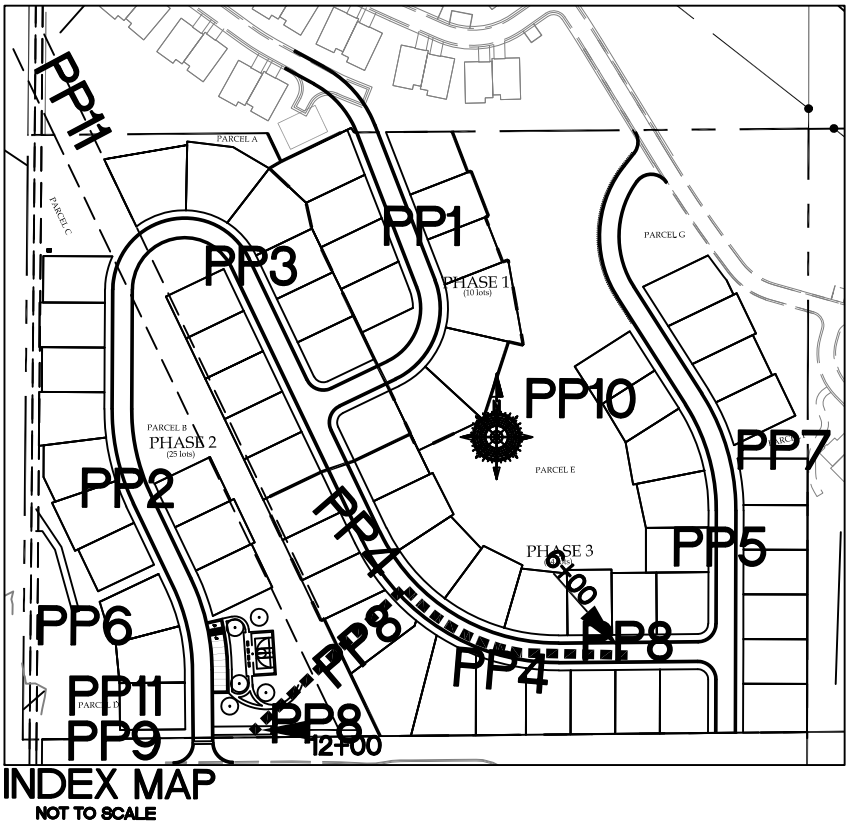 PP11
PARCEL A
PARCEL C
PP1
PARCEL G
PP3
PHASE 1
(10 lots)
PP10
PARCEL B
PHASE 2
(25 lots)
PP7
PARCEL E
PP2
PP4
PP5
PHASE 3
6+00
PP6
PP8
PP8
PP4
PP11
PARCEL D
PP8
12+00
PP9
INDEX MAP
NOT TO SCALE